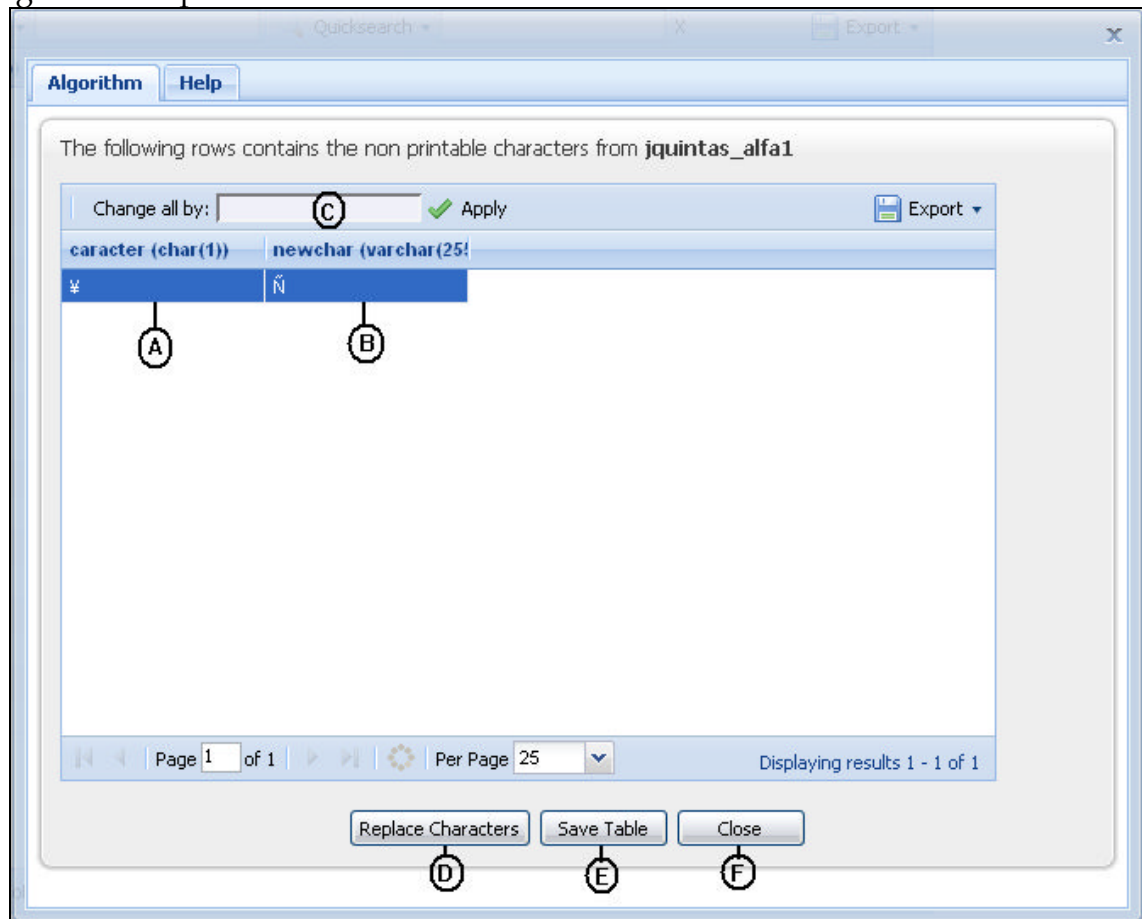 Quicksearch X Export
x
Algorithm Help
The following rows contains the non printable characters from jquintas_alfa1
Change all by: C Apply Export
caracter (char(1)) newchar (varchar(25!
¥ Ñ
A B
Page 1 of 1 Per Page 25 Displaying results 1 - 1 of 1
Replace Characters Save Table Close
D E F